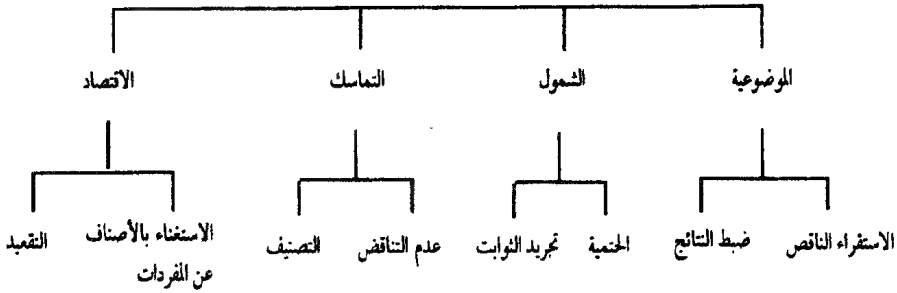 الموضوعية الشمول التماسك الاقتصاد
الاستقراء الناقص ضبط النتائج الحتمية تجريد الثوابت عدم التناقض التصنيف الاستغناء بالأصناف التقعيد
عن المفردات